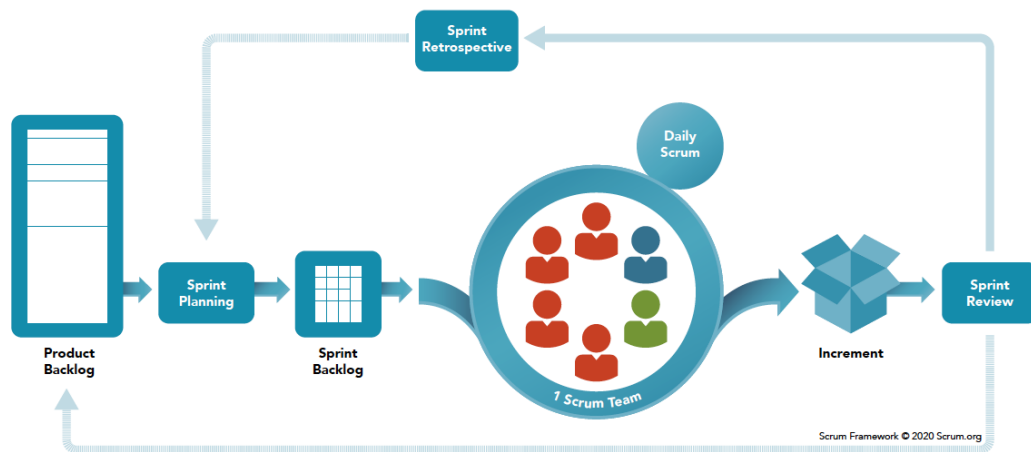 Sprint
Retrospective
Daily
Scrum
Sprint
Planning
Sprint
Review
Product
Backlog
Sprint
Backlog
Increment
1 Scrum Team
Scrum Framework © 2020 Scrum.org